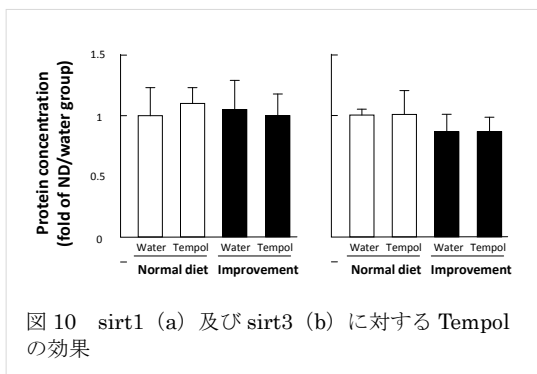 Protein concentration
(fold of ND/water group)
1.5
1
0.5
0
Water Tempol Water Tempol
Normal diet Improvement
Water Tempol Water Tempol
Normal diet Improvement
図 10 sirt1（a）及び sirt3（b）に対する Tempol
の効果